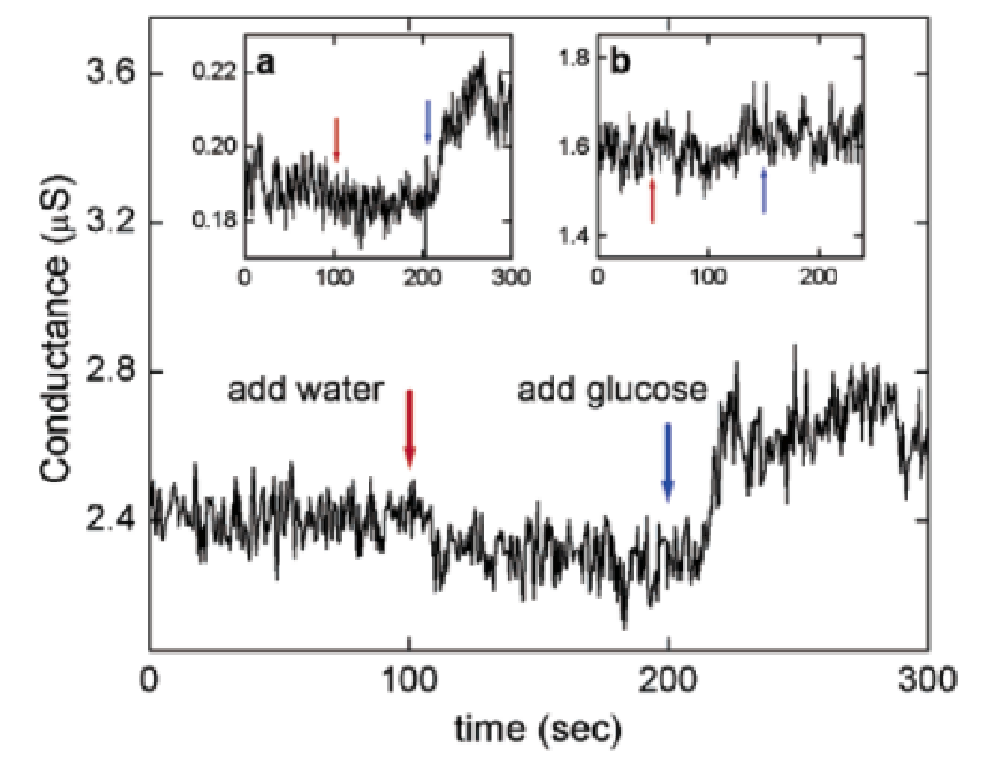 a
0.22
0.20
0.18
0 100 200 300
b
1.8
1.6
1.4
0 100 200
3.6
3.2
2.8
2.4
Conductance (μS)
add water
add glucose
0 100 200 300
time (sec)